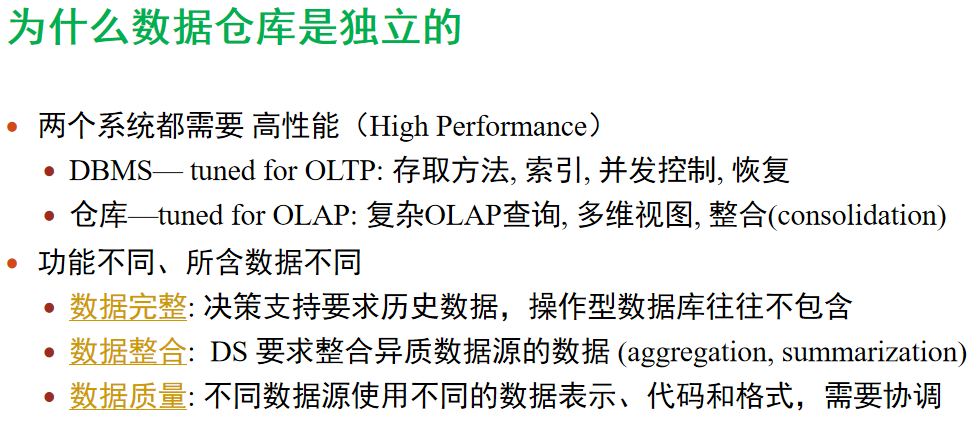 为什么数据仓库是独立的
• 两个系统都需要 高性能（High Performance）
• DBMS— tuned for OLTP: 存取方法, 索引, 并发控制, 恢复
• 仓库—tuned for OLAP: 复杂OLAP查询, 多维视图, 整合(consolidation)
• 功能不同、所含数据不同
• 数据完整: 决策支持要求历史数据，操作型数据库往往不包含
• 数据整合: DS 要求整合异质数据源的数据 (aggregation, summarization)
• 数据质量: 不同数据源使用不同的数据表示、代码和格式，需要协调